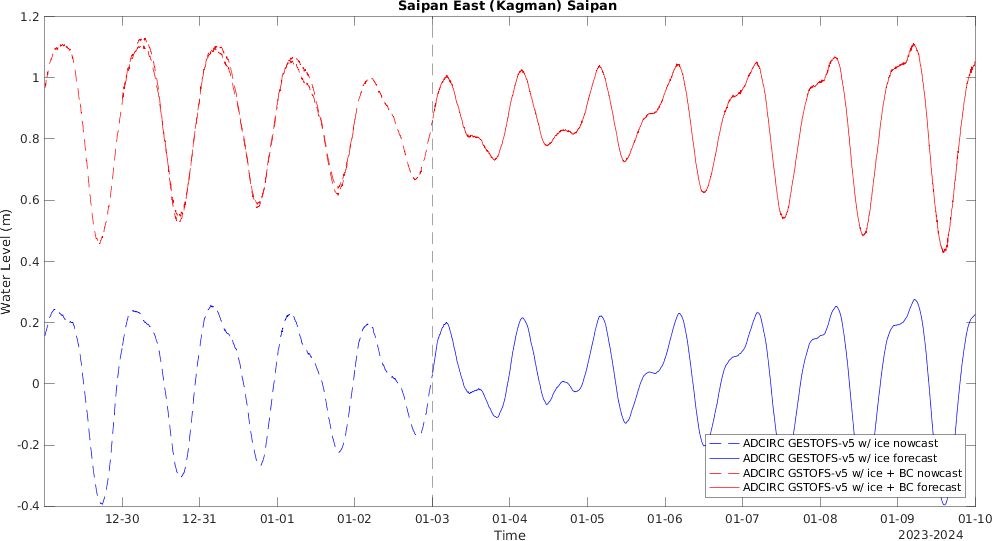 Saipan East (Kagman) Saipan
1.2
1
0.8
0.6
0.4
0.2
0
-0.2
-0.4
Water Level (m)
ADCIRC GESTOFS-v5 w/ ice nowcast
ADCIRC GESTOFS-v5 w/ ice forecast
ADCIRC GSTOFS-v5 w/ ice + BC nowcast
ADCIRC GSTOFS-v5 w/ ice + BC forecast
12-30 12-31 01-01 01-02 01-03 01-04 01-05 01-06 01-07 01-08 01-09 01-10
Time
2023-2024